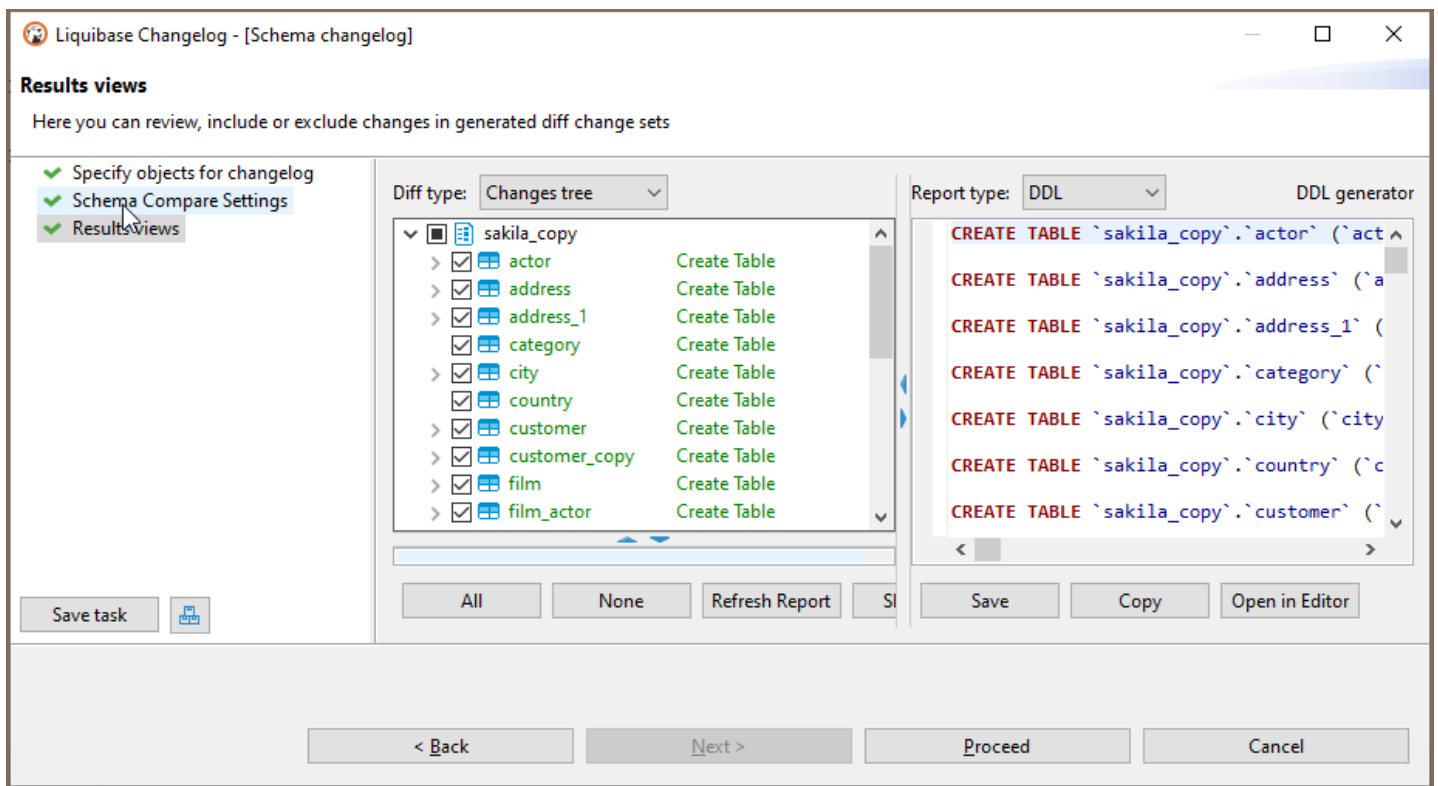 Liquibase Changelog - [Schema changelog]
Results views
Here you can review, include or exclude changes in generated diff change sets
Specify objects for changelog
Schema Compare Settings
Results views
Save task
Diff type: Changes tree
sakila_copy
actor Create Table
address Create Table
address_1 Create Table
category Create Table
city Create Table
country Create Table
customer Create Table
customer_copy Create Table
film Create Table
film_actor Create Table
All None Refresh Report
Report type: DDL DDL generator
CREATE TABLE `sakila_copy`.`actor` (`act
CREATE TABLE `sakila_copy`.`address` (`a
CREATE TABLE `sakila_copy`.`address_1` (
CREATE TABLE `sakila_copy`.`category` (`
CREATE TABLE `sakila_copy`.`city` (`city
CREATE TABLE `sakila_copy`.`country` (`c
CREATE TABLE `sakila_copy`.`customer` (`
Save Copy Open in Editor
< Back Next > Proceed Cancel